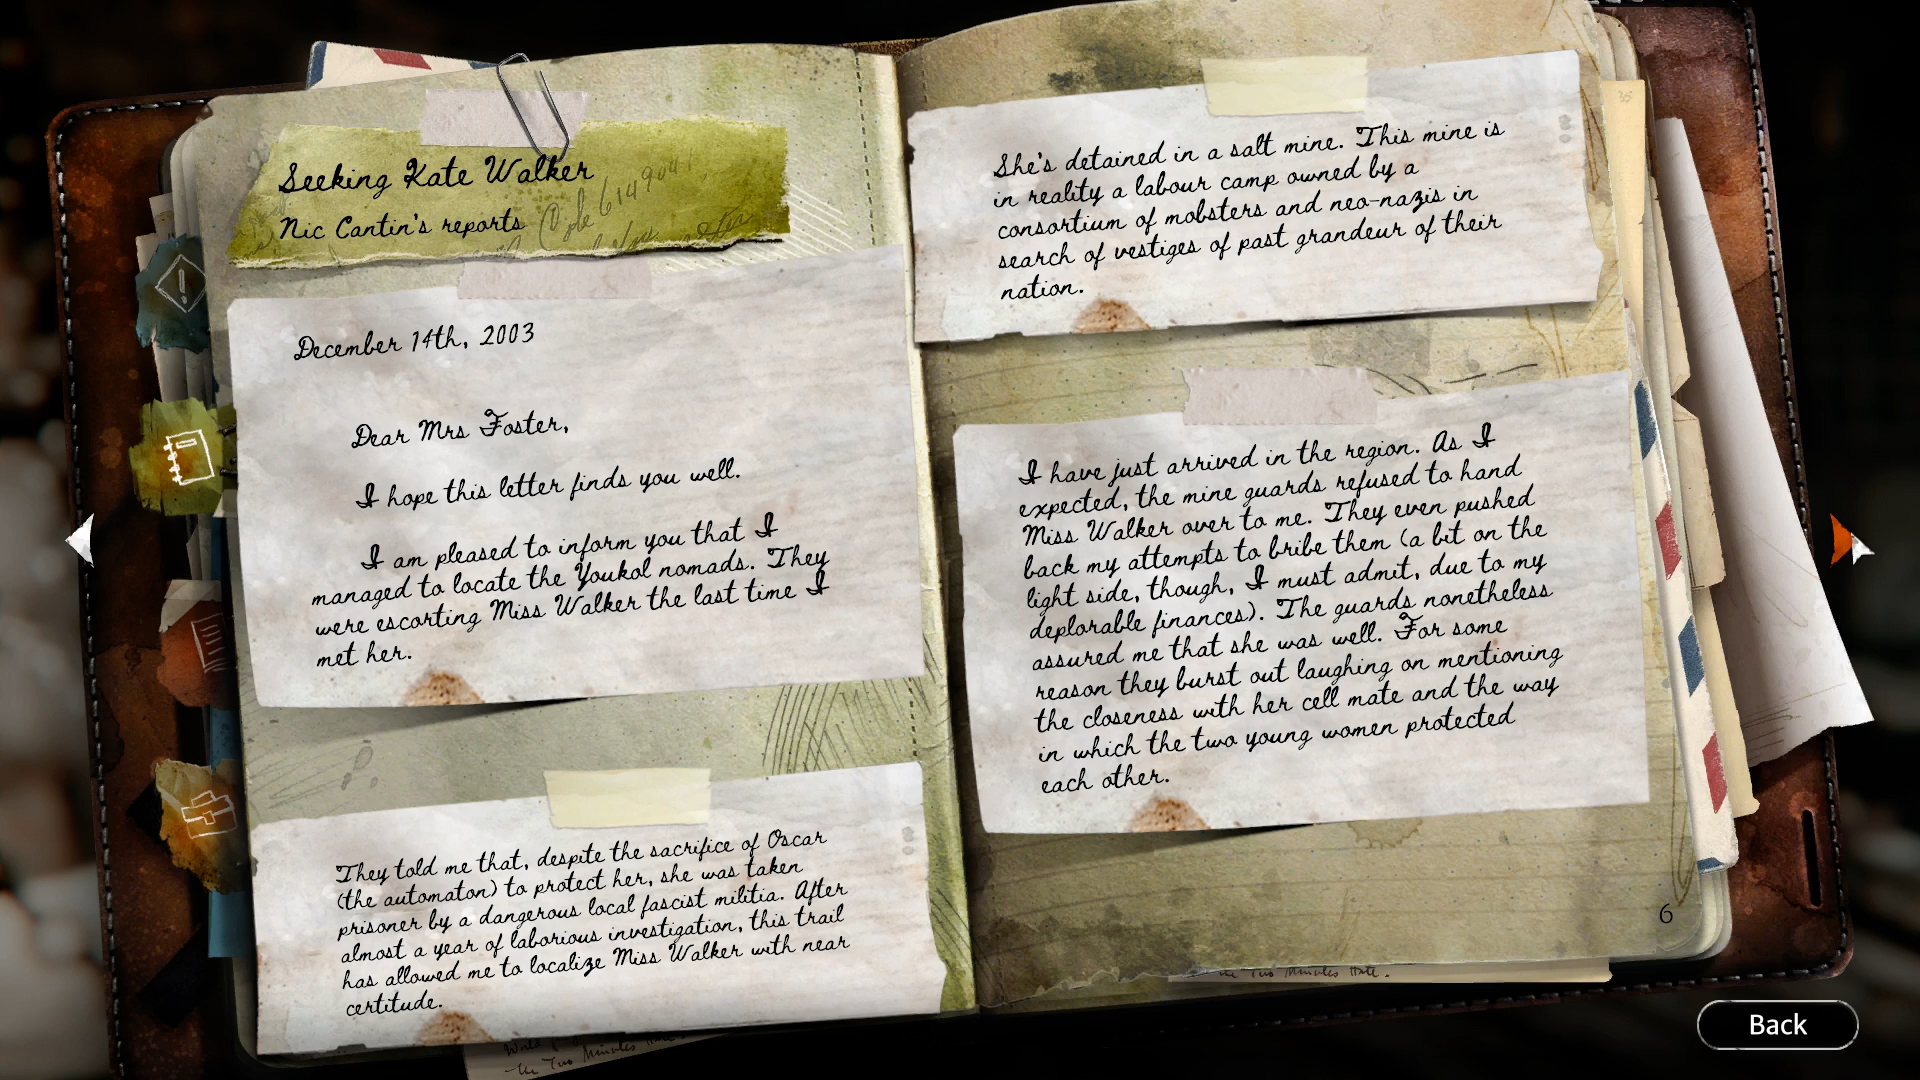 Seeking Kate Walker
Nic Cantin's reports
December 14th, 2003
Dear Mrs Foster,
I hope this letter finds you well.
I am pleased to inform you that I
managed to locate the Youkol nomads. They
were escorting Miss Walker the last time I
met her.
They told me that, despite the sacrifice of Oscar
(the automaton) to protect her, she was taken
prisoner by a dangerous local fascist militia. After
almost a year of laborious investigation, this trail
has allowed me to localize Miss Walker with near
certitude.
She's detained in a salt mine. This mine is
in reality a labour camp owned by a
consortium of mobsters and neo-nazis in
search of vestiges of past grandeur of their
nation.
I have just arrived in the region. As I
expected, the mine guards refused to hand
Miss Walker over to me. They even pushed
back my attempts to bribe them (a bit on the
light side, though, I must admit, due to my
deplorable finances). The guards nonetheless
assured me that she was well. For some
reason they burst out laughing on mentioning
the closeness with her cell mate and the way
in which the two young women protected
each other.
6
the Two Minutes Hate.
Back